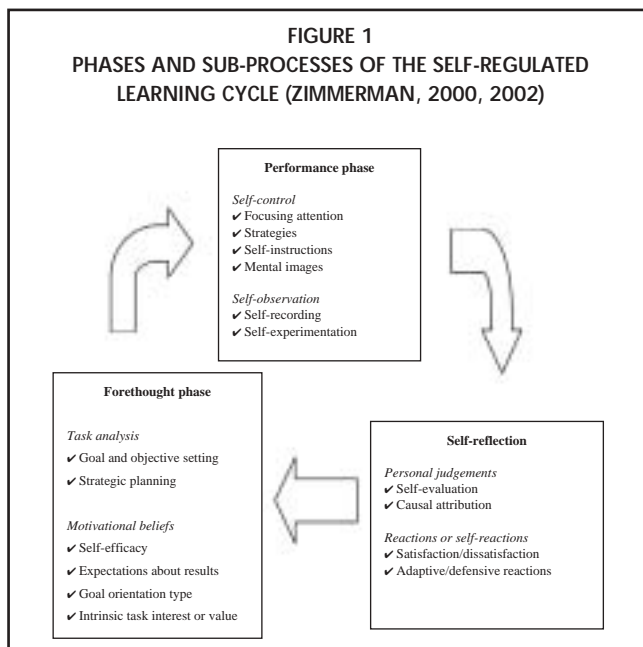 FIGURE 1
PHASES AND SUB-PROCESSES OF THE SELF-REGULATED
LEARNING CYCLE (ZIMMERMAN, 2000, 2002)
Performance phase
Self-control
✔ Focusing attention
✔ Strategies
✔ Self-instructions
✔ Mental images
Self-observation
✔ Self-recording
✔ Self-experimentation
Forethought phase
Task analysis
✔ Goal and objective setting
✔ Strategic planning
Motivational beliefs
✔ Self-efficacy
✔ Expectations about results
✔ Goal orientation type
✔ Intrinsic task interest or value
Self-reflection
Personal judgements
✔ Self-evaluation
✔ Causal attribution
Reactions or self-reactions
✔ Satisfaction/dissatisfaction
✔ Adaptive/defensive reactions